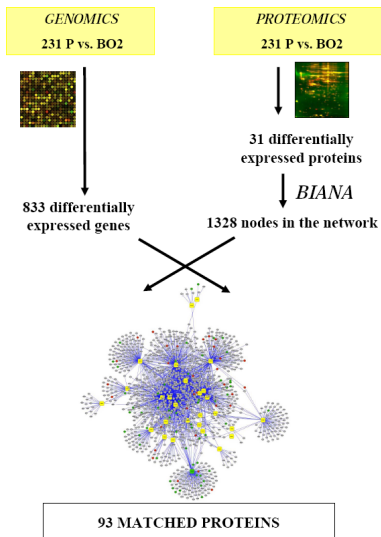 GENOMICS
231 P vs. BO2
PROTEOMICS
231 P vs. BO2
31 differentially
expressed proteins
BIANA
833 differentially
expressed genes
1328 nodes in the network
93 MATCHED PROTEINS